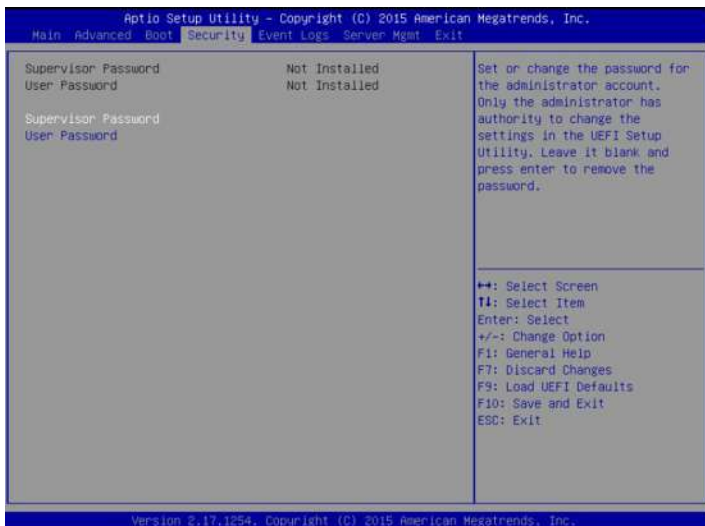 Aptio Setup Utility – Copyright (C) 2015 American Megatrends, Inc.
Main Advanced Boot Security Event Logs Server Mgmt Exit
Supervisor Password Not Installed
User Password Not Installed
Supervisor Password
User Password
Set or change the password for
the administrator account.
Only the administrator has
authority to change the
settings in the UEFI Setup
Utility. Leave it blank and
press enter to remove the
password.
↔: Select Screen
↑↓: Select Item
Enter: Select
+/-: Change Option
F1: General Help
F7: Discard Changes
F9: Load UEFI Defaults
F10: Save and Exit
ESC: Exit
Version 2.17.1254. Copyright (C) 2015 American Megatrends, Inc.